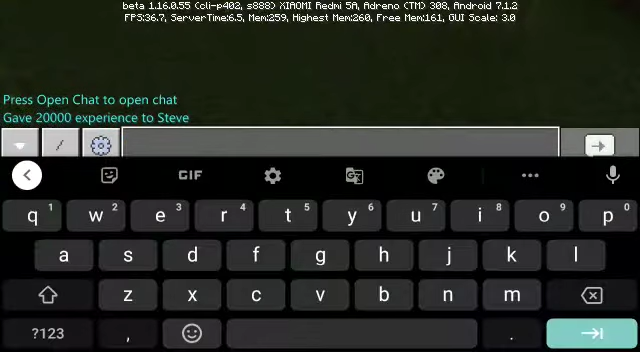 beta 1.16.0.55 (cli-p402, s888) XIAOMI Redmi 5A, Adreno (TM) 308, Android 7.1.2
FPS:36.7, ServerTime:6.5, Mem:259, Highest Mem:260, Free Mem:161, GUI Scale: 3.0
Press Open Chat to open chat
Gave 20000 experience to Steve
/
GIF
q 1 w 2 e 3 r 4 t 5 y 6 u 7 i 8 o 9 p 0
a s d f g h j k l
z x c v b n m
?123 , .